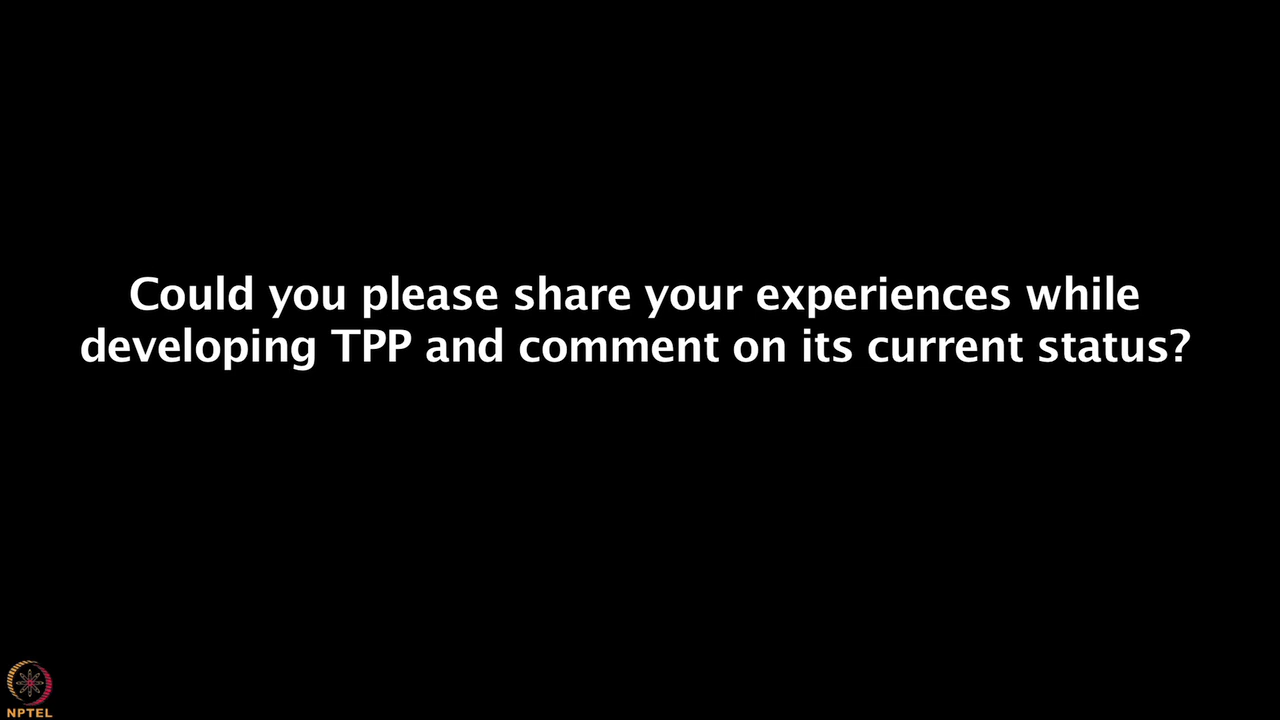 Could you please share your experiences while
developing TPP and comment on its current status?
NPTEL